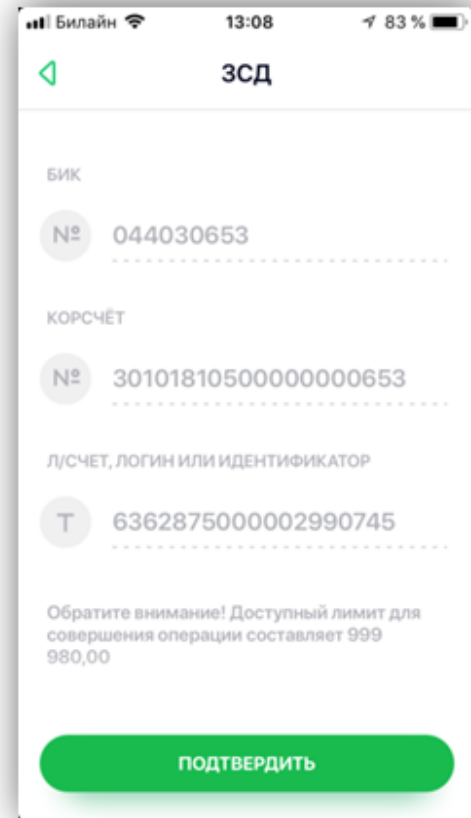 Билайн 13:08 83 %
ЗСД
БИК
№ 044030653
КОРСЧЁТ
№ 30101810500000000653
Л/СЧЕТ, ЛОГИН ИЛИ ИДЕНТИФИКАТОР
Т 6362875000002990745
Обратите внимание! Доступный лимит для
совершения операции составляет 999
980,00
ПОДТВЕРДИТЬ